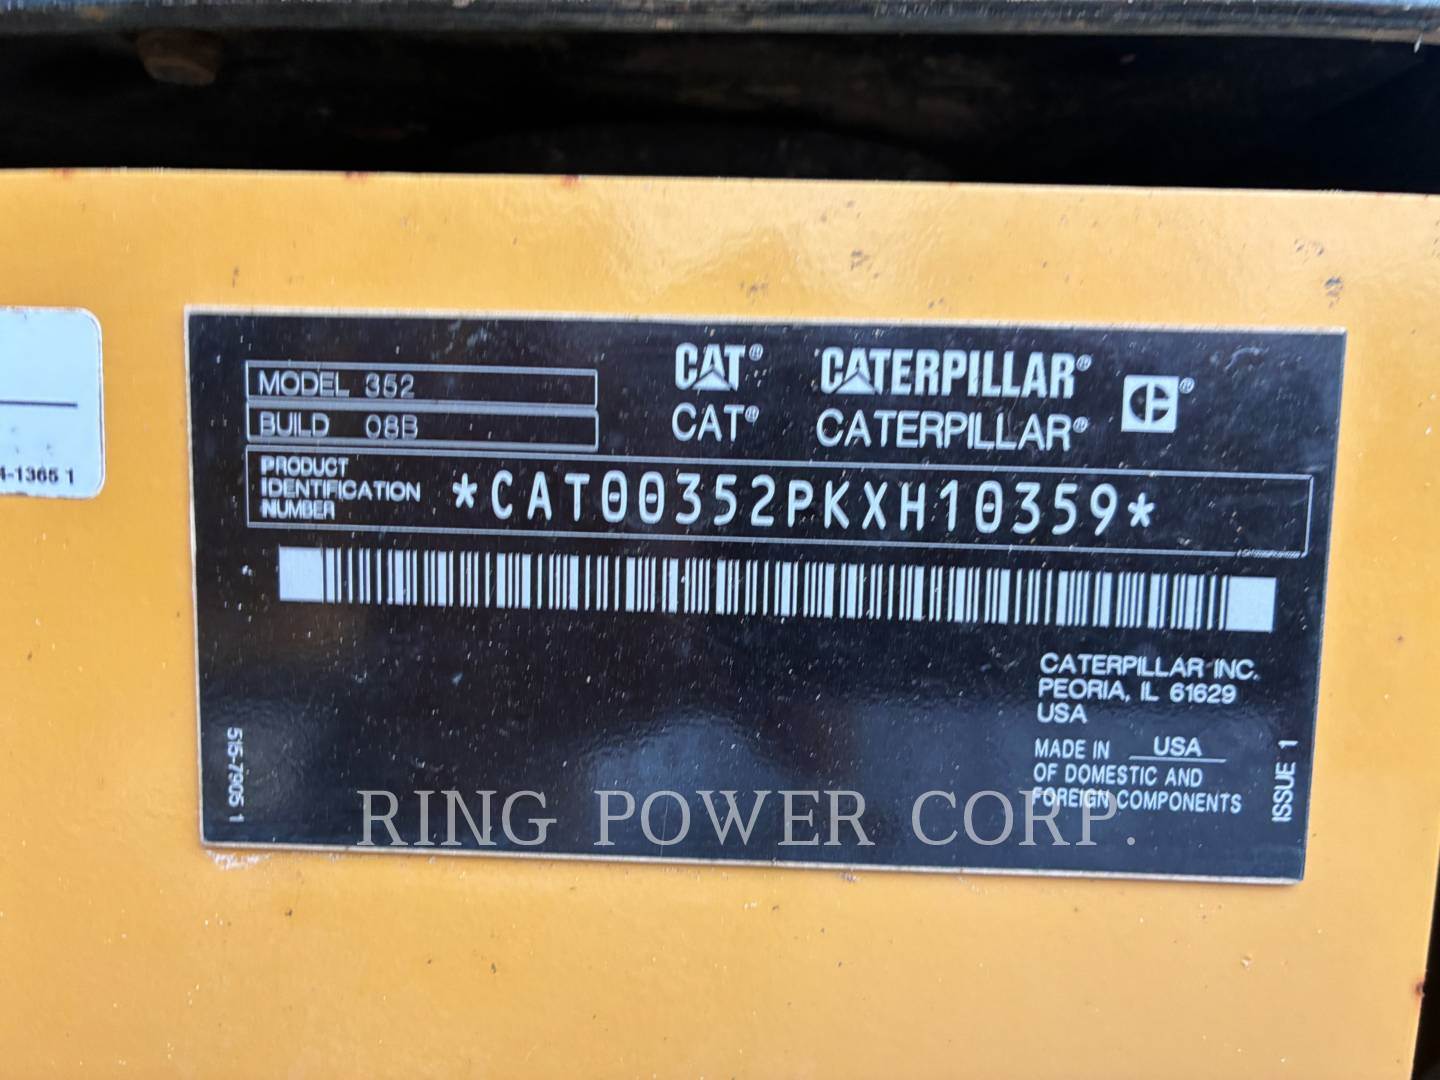 MODEL 352
BUILD 08B
CAT® CATERPILLAR®
CAT® CATERPILLAR® ®
PRODUCT
IDENTIFICATION
NUMBER
*CAT00352PKXH10359*
4-1365 1
CATERPILLAR INC.
PEORIA, IL 61629
USA
MADE IN USA
OF DOMESTIC AND
FOREIGN COMPONENTS
515-7905 1
ISSUE 1
RING POWER CORP.